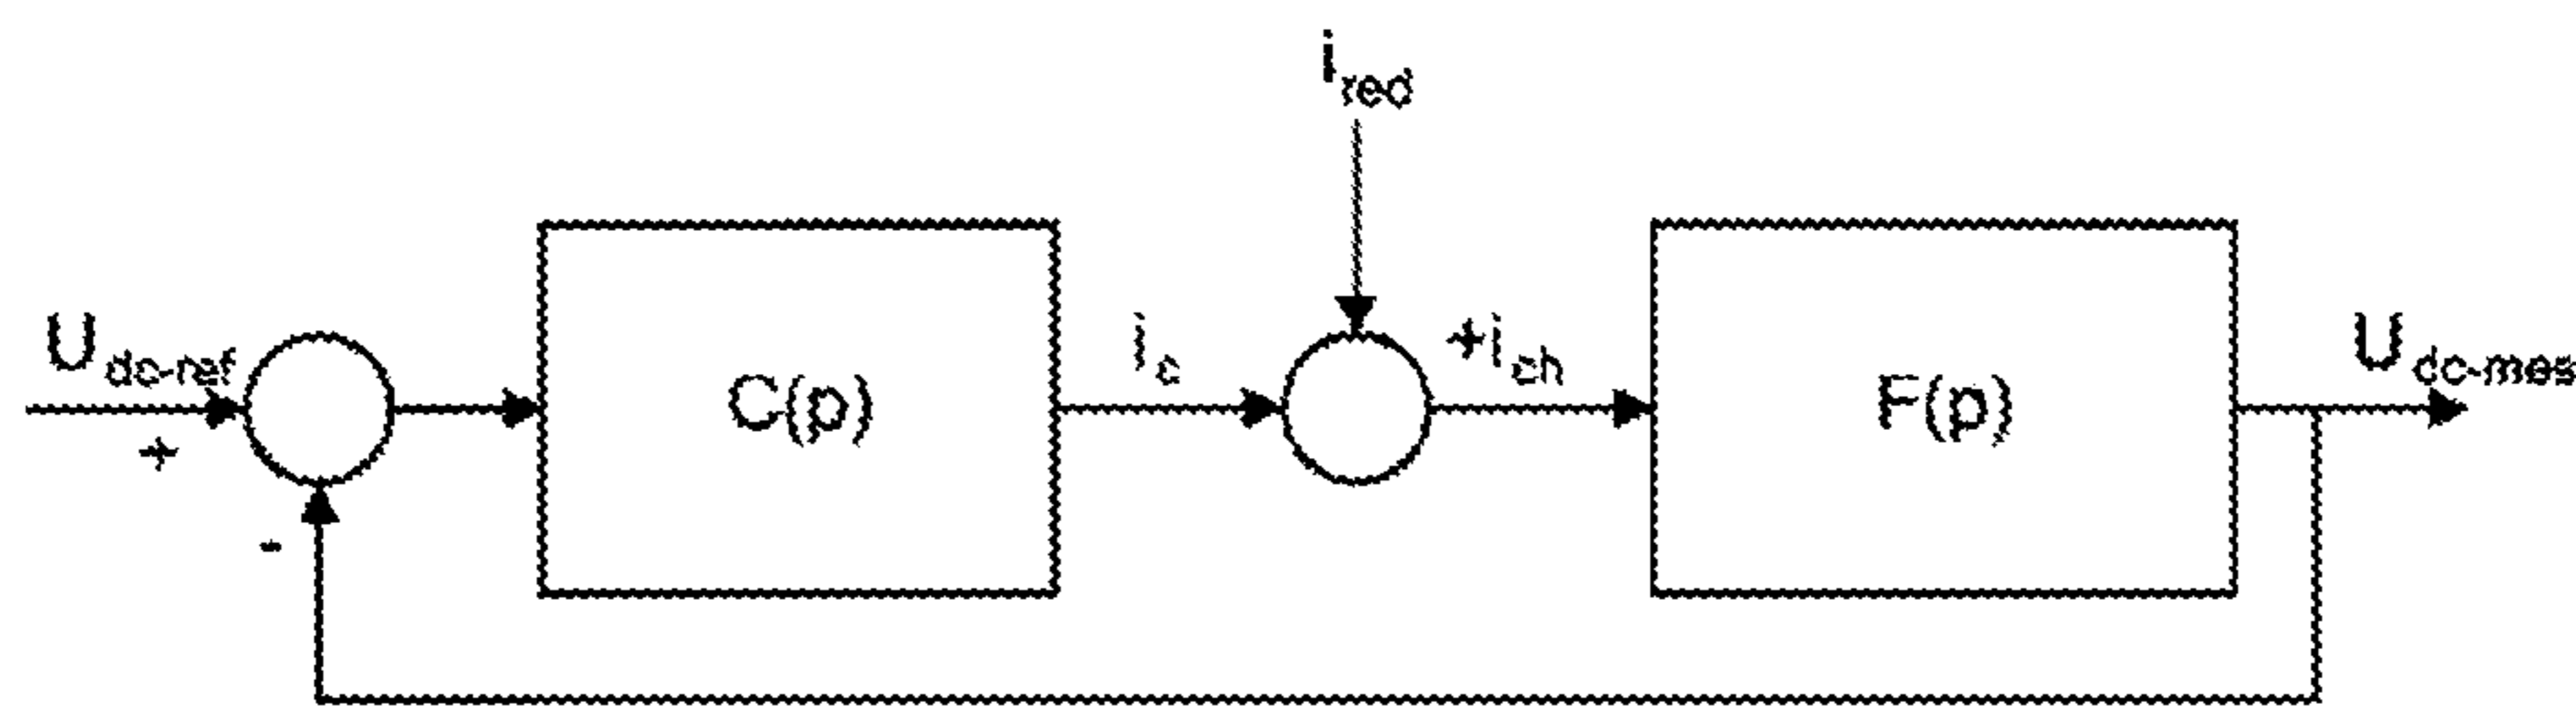 i_red
U_dc-ref
+
-
C(p)
i_c
+i_ch
F(p)
U_dc-mes